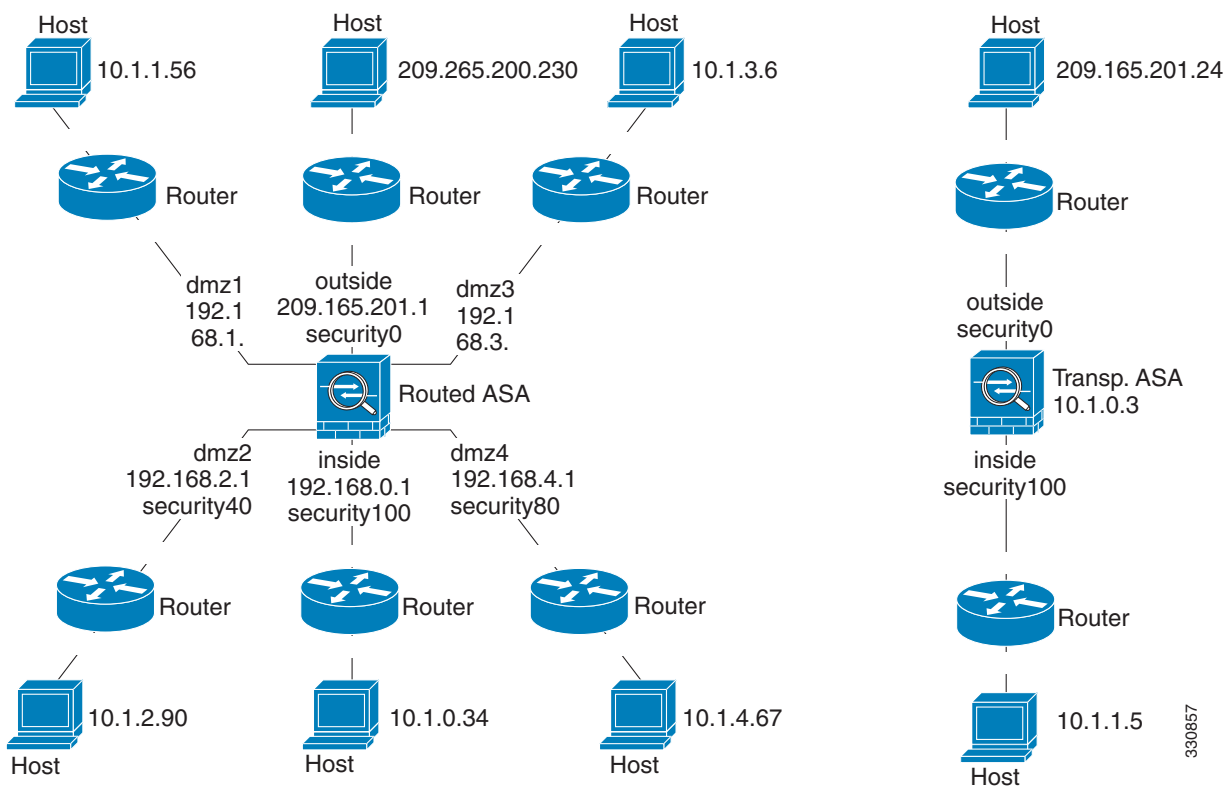 Host
10.1.1.56
Host
209.265.200.230
Host
10.1.3.6
Router
Router
Router
dmz1
192.1
68.1.
outside
209.165.201.1
security0
dmz3
192.1
68.3.
Routed ASA
dmz2
192.168.2.1
security40
inside
192.168.0.1
security100
dmz4
192.168.4.1
security80
Router
Router
Router
10.1.2.90
Host
10.1.0.34
Host
10.1.4.67
Host
Host
209.165.201.24
Router
outside
security0
Transp. ASA
10.1.0.3
inside
security100
Router
10.1.1.5
Host
330857